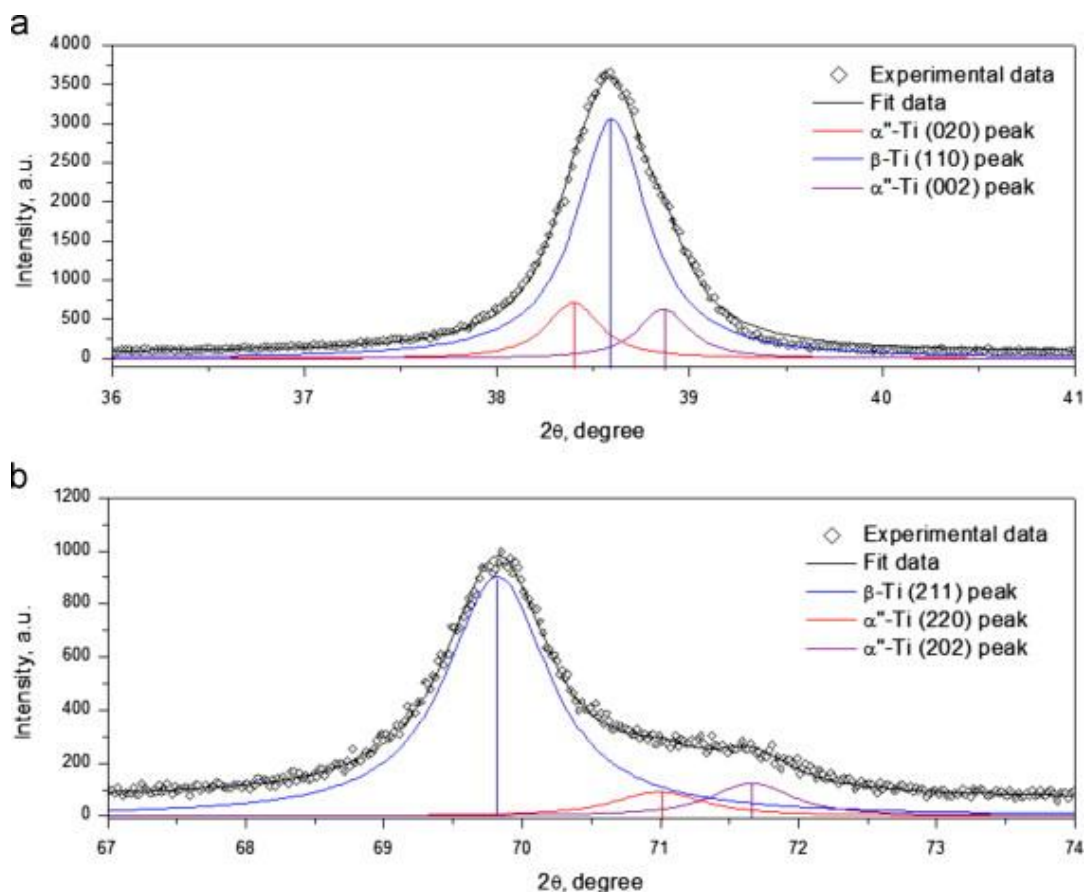 a
4000
3500
3000
2500
2000
1500
1000
500
0
Intensity, a.u.
Experimental data
Fit data
α"-Ti (020) peak
β-Ti (110) peak
α"-Ti (002) peak
36 37 38 39 40 41
2θ, degree
b
1200
1000
800
600
400
200
0
Intensity, a.u.
Experimental data
Fit data
β-Ti (211) peak
α"-Ti (220) peak
α"-Ti (202) peak
67 68 69 70 71 72 73 74
2θ, degree